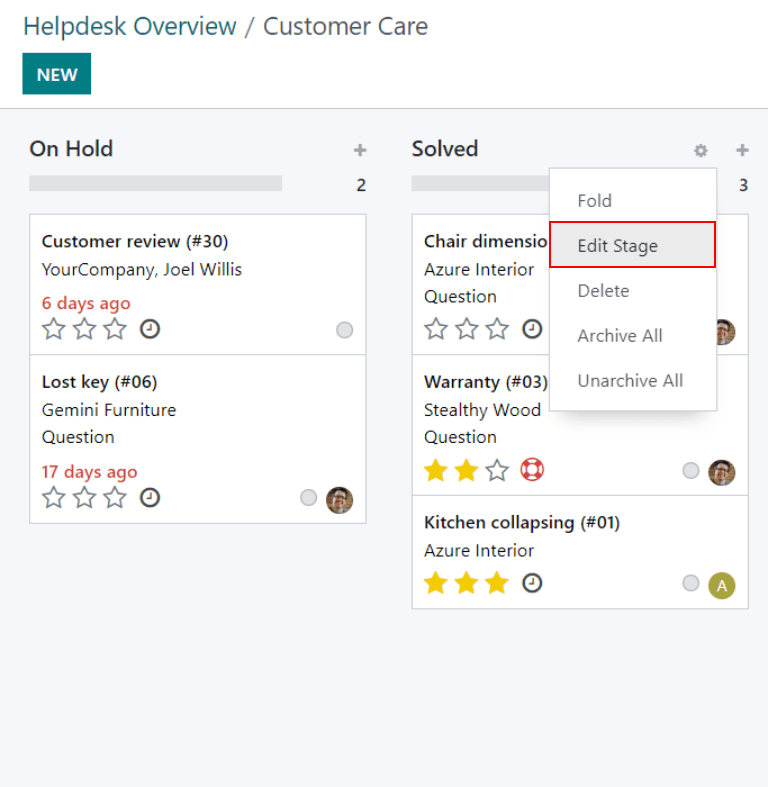 Helpdesk Overview / Customer Care
NEW
On Hold
2
Customer review (#30)
YourCompany, Joel Willis
6 days ago
Lost key (#06)
Gemini Furniture
Question
17 days ago
Solved
3
Fold
Edit Stage
Delete
Archive All
Unarchive All
Chair dimensio
Azure Interior
Question
Warranty (#03)
Stealthy Wood
Question
Kitchen collapsing (#01)
Azure Interior
A